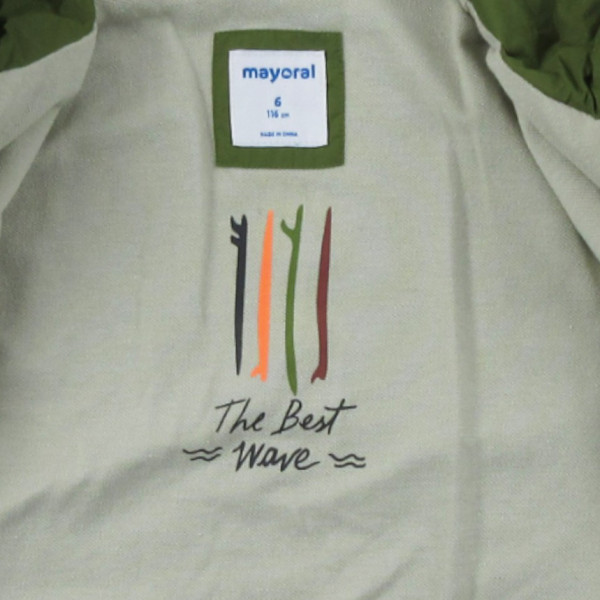 mayoral
6
116 cm
MADE IN CHINA
The Best
Wave